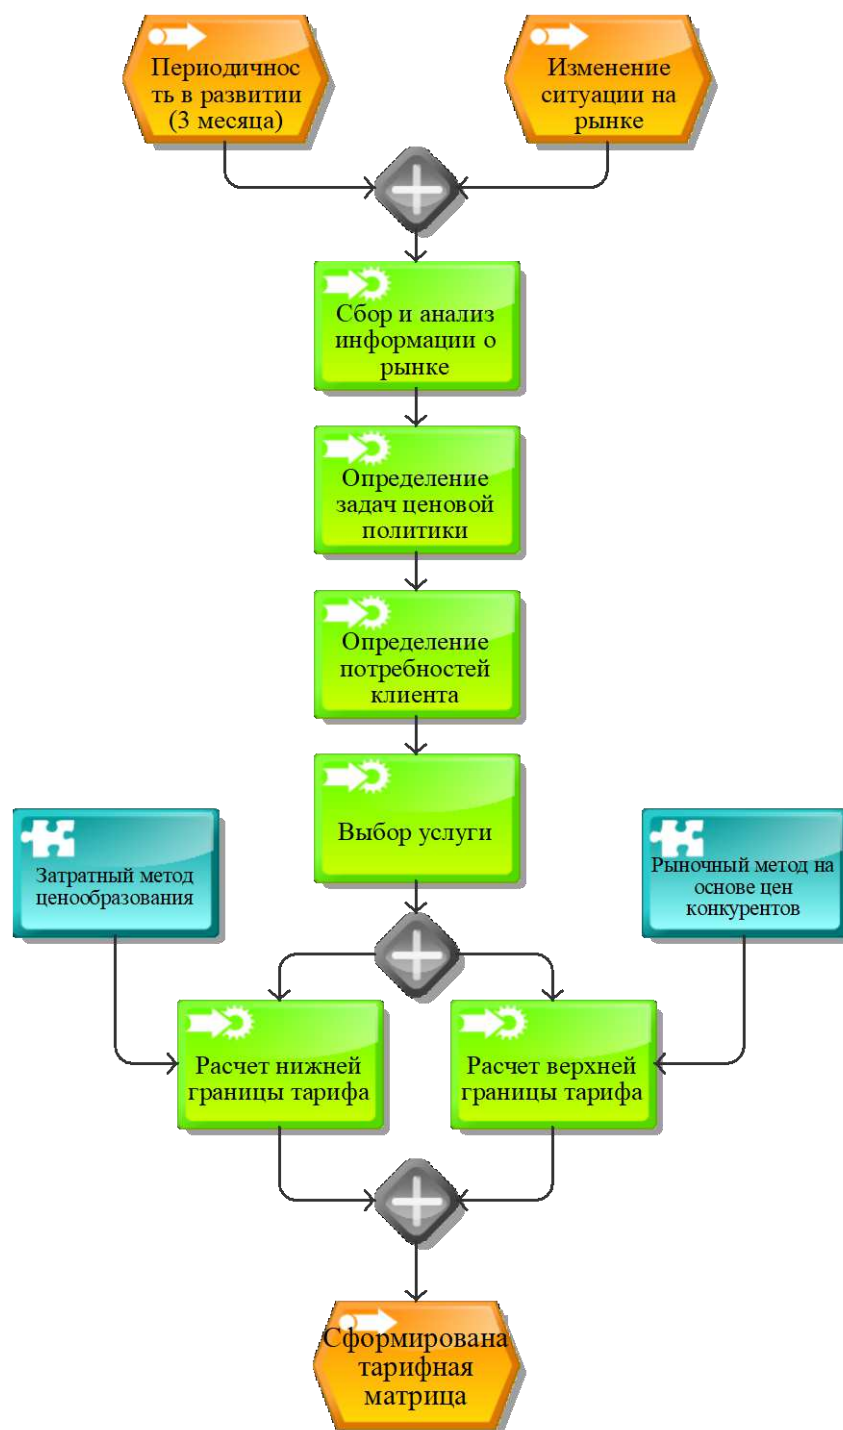 Периодичнос
ть в развитии
(3 месяца)
Изменение
ситуации на
рынке
Сбор и анализ
информации о
рынке
Определение
задач ценовой
политики
Определение
потребностей
клиента
Выбор услуги
Затратный метод
ценообразования
Рыночный метод на
основе цен
конкурентов
Расчет нижней
границы тарифа
Расчет верхней
границы тарифа
Сформирована
тарифная
матрица